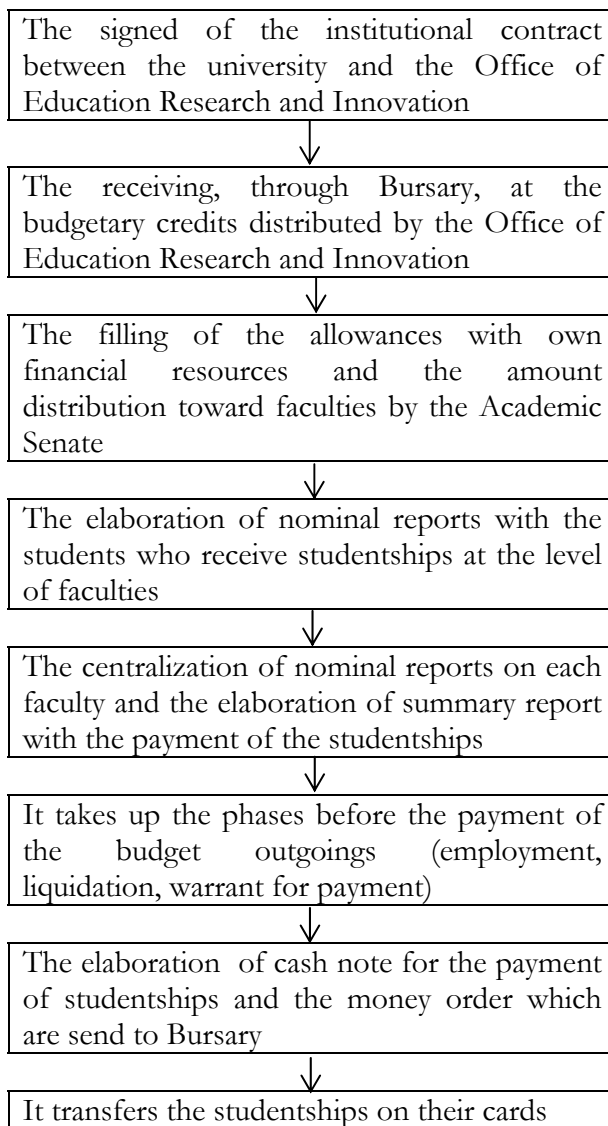 The signed of the institutional contract
between the university and the Office of
Education Research and Innovation
The receiving, through Bursary, at the
budgetary credits distributed by the Office of
Education Research and Innovation
The filling of the allowances with own
financial resources and the amount
distribution toward faculties by the Academic
Senate
The elaboration of nominal reports with the
students who receive studentships at the level
of faculties
The centralization of nominal reports on each
faculty and the elaboration of summary report
with the payment of the studentships
It takes up the phases before the payment of
the budget outgoings (employment,
liquidation, warrant for payment)
The elaboration of cash note for the payment
of studentships and the money order which
are send to Bursary
It transfers the studentships on their cards